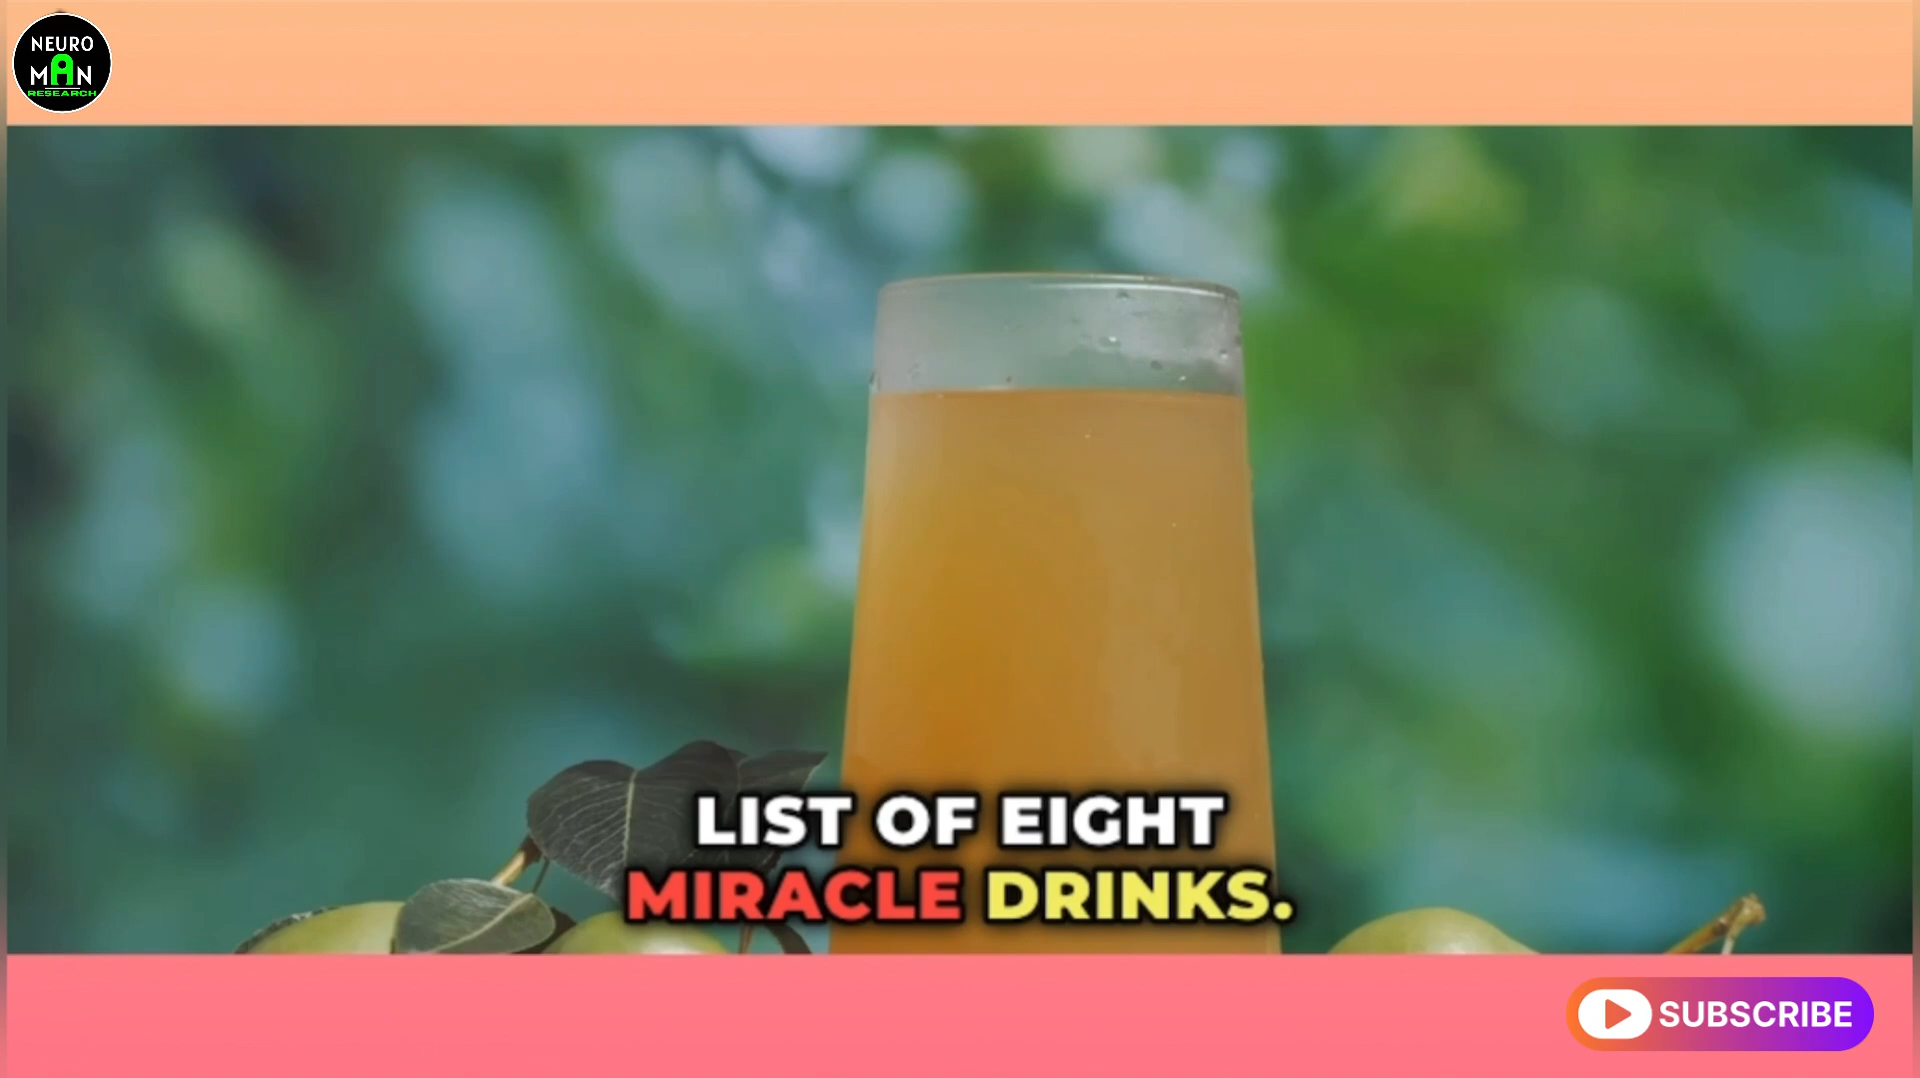 NEURO
MAN
RESEARCH
LIST OF EIGHT
MIRACLE DRINKS.
SUBSCRIBE